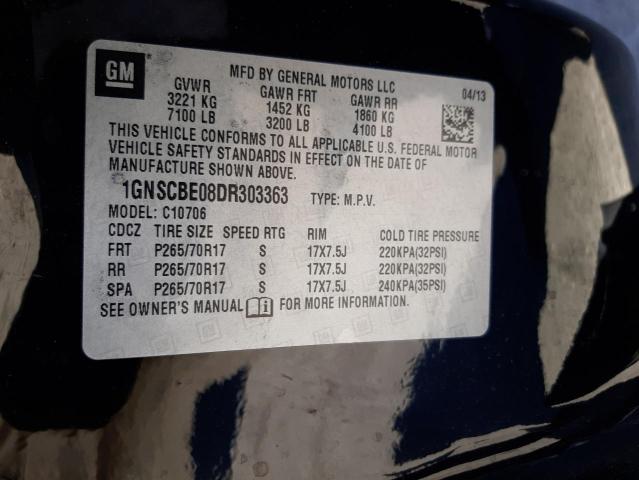 GM
MFD BY GENERAL MOTORS LLC
GVWR GAWR FRT GAWR RR 04/13
3221 KG 1452 KG 1860 KG
7100 LB 3200 LB 4100 LB
THIS VEHICLE CONFORMS TO ALL APPLICABLE U.S. FEDERAL MOTOR
VEHICLE SAFETY STANDARDS IN EFFECT ON THE DATE OF
MANUFACTURE SHOWN ABOVE.
1GNSCBE08DR303363 TYPE: M.P.V.
MODEL: C10706
CDCZ TIRE SIZE SPEED RTG RIM COLD TIRE PRESSURE
FRT P265/70R17 S 17X7.5J 220KPA(32PSI)
RR P265/70R17 S 17X7.5J 220KPA(32PSI)
SPA P265/70R17 S 17X7.5J 240KPA(35PSI)
SEE OWNER'S MANUAL FOR MORE INFORMATION.